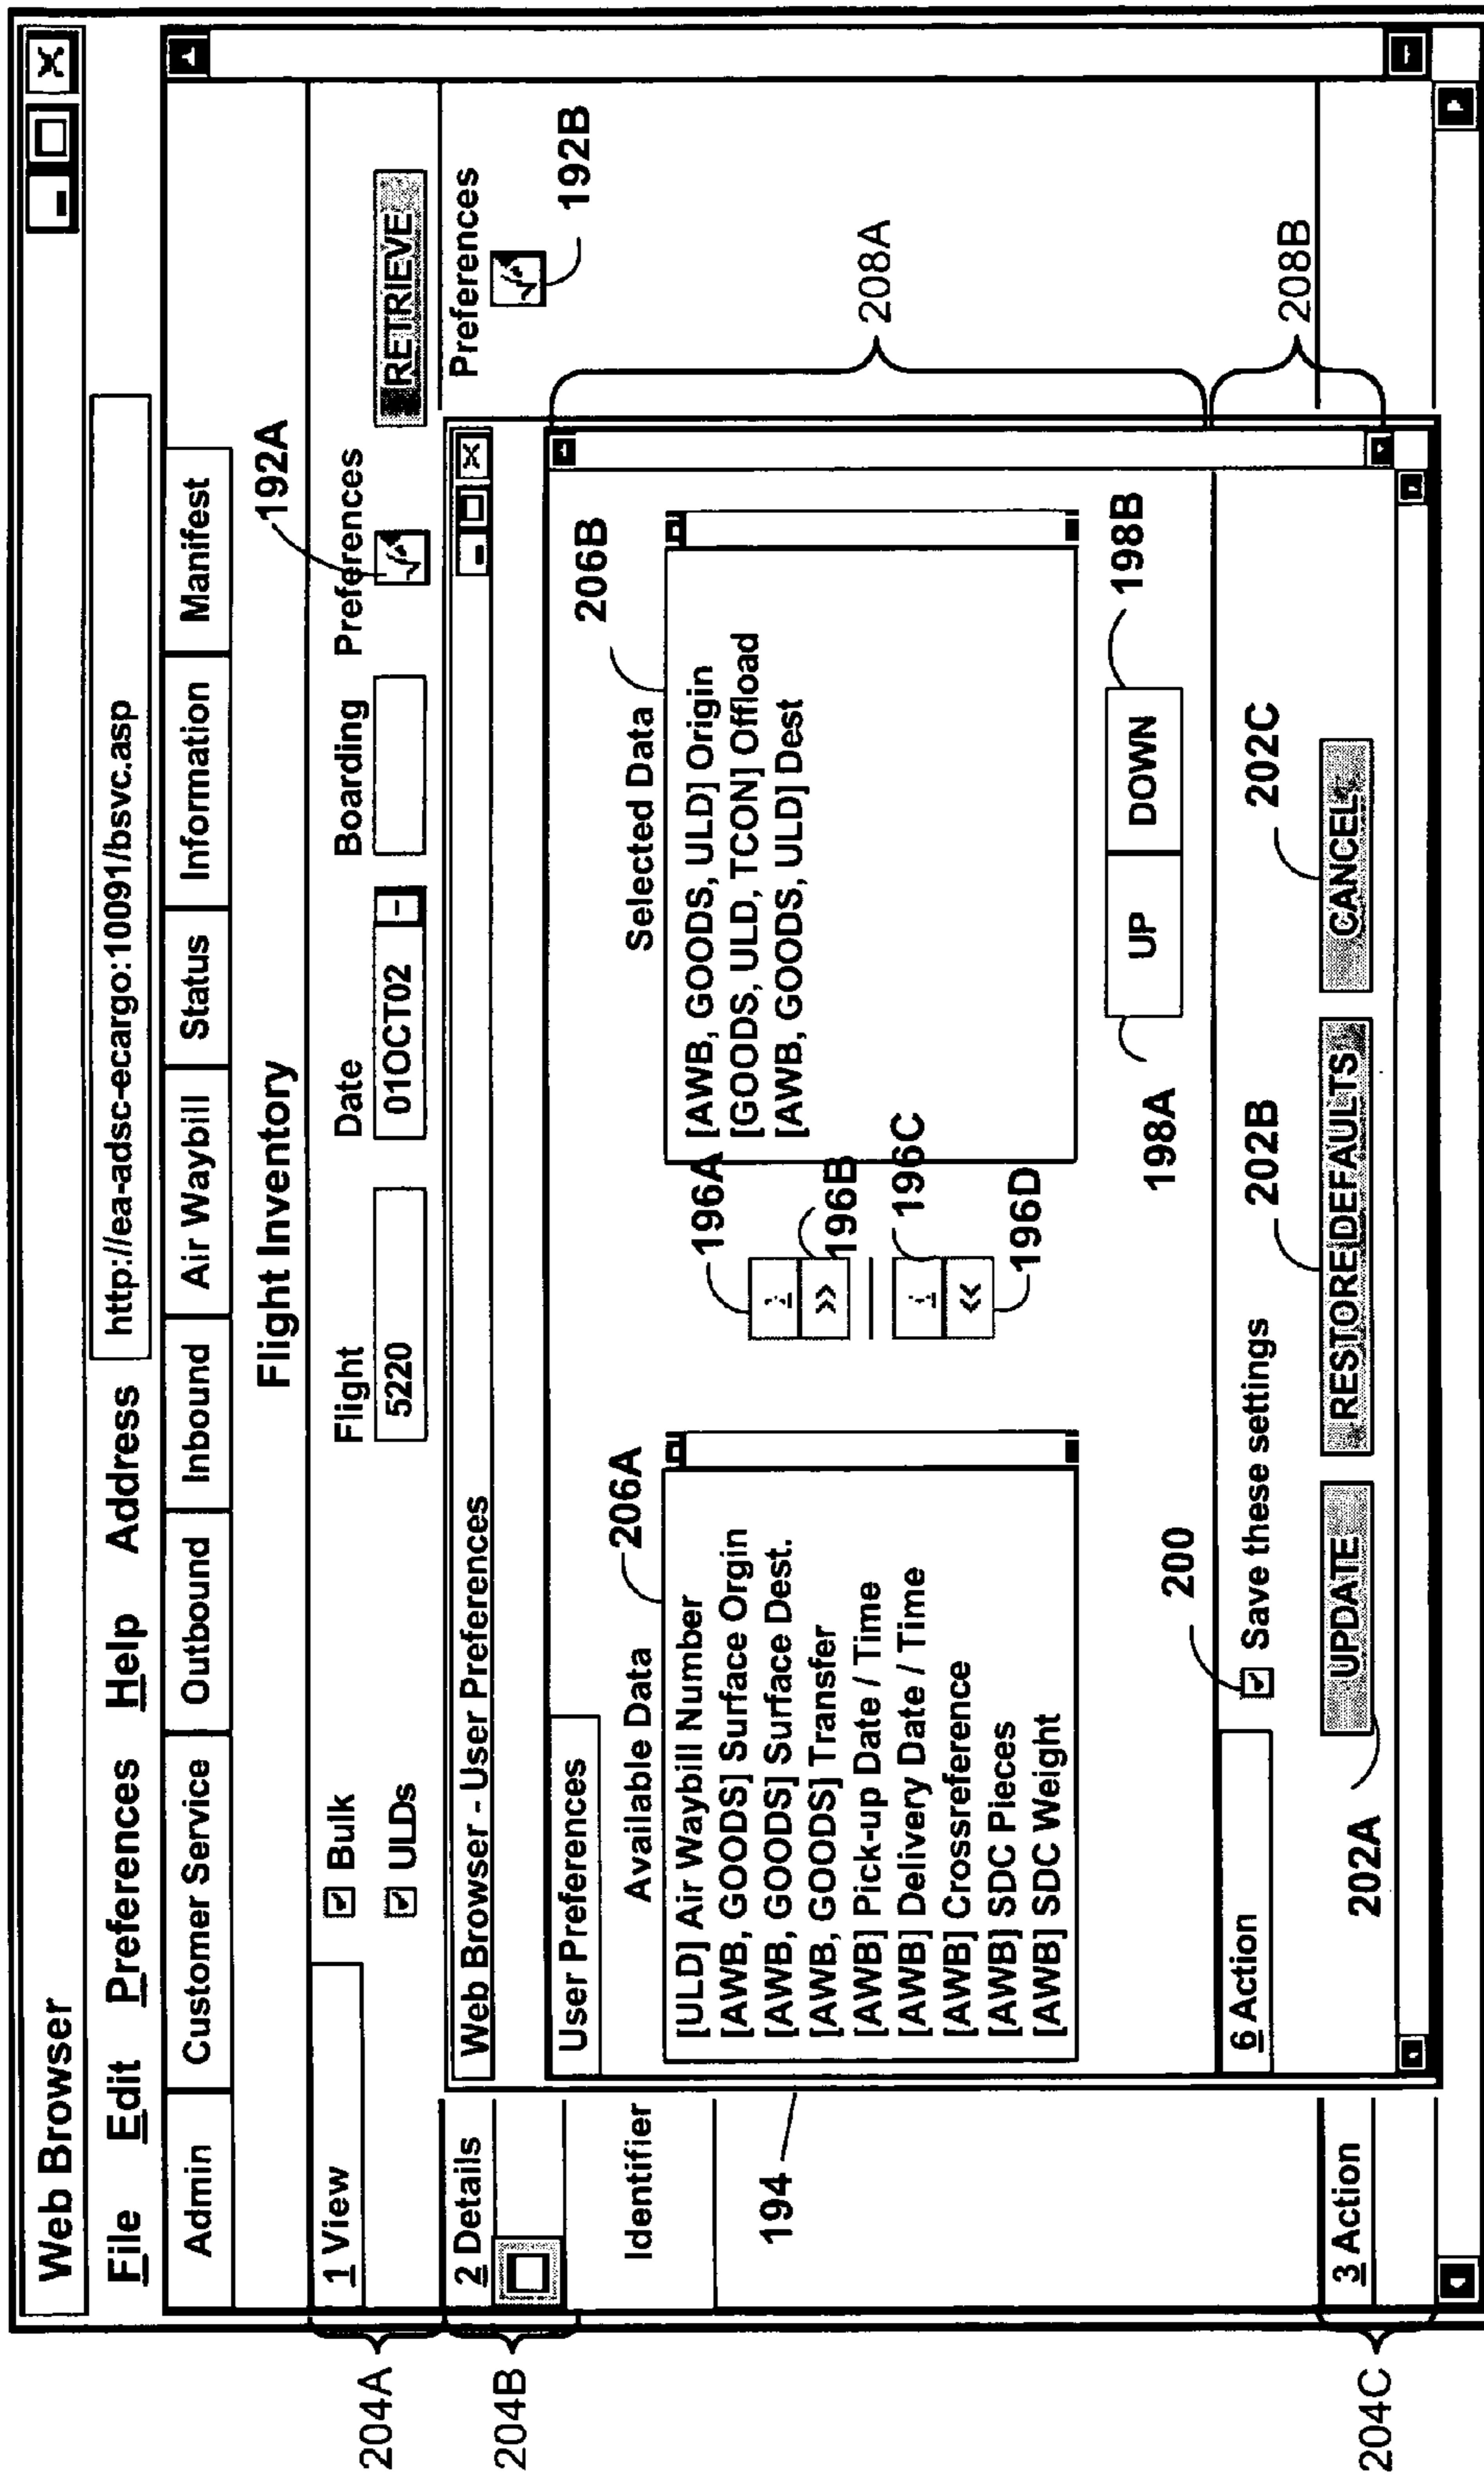 Web Browser
File Edit Preferences Help Address http://ea-adsc-ecargo:10091/bsvc.asp
Admin Customer Service Outbound Inbound Air Waybill Status Information Manifest
Flight Inventory
192A
204A
1 View
Bulk
ULDs
Flight
5220
Date
01OCT02
Boarding
Preferences
RETRIEVE
204B
2 Details
Preferences
192B
Identifier
194
Web Browser - User Preferences
User Preferences
Available Data
206A
[ULD] Air Waybill Number
[AWB, GOODS] Surface Orgin
[AWB, GOODS] Surface Dest.
[AWB, GOODS] Transfer
[AWB] Pick-up Date / Time
[AWB] Delivery Date / Time
[AWB] Crossreference
[AWB] SDC Pieces
[AWB] SDC Weight
196A
>>
196B
196C
<<
196D
Selected Data
206B
[AWB, GOODS, ULD] Origin
[GOODS, ULD, TCON] Offload
[AWB, GOODS, ULD] Dest
198A
UP
DOWN
198B
208A
208B
6 Action
200
Save these settings
202A
UPDATE
202B
RESTORE DEFAULTS
202C
CANCEL
204C
3 Action